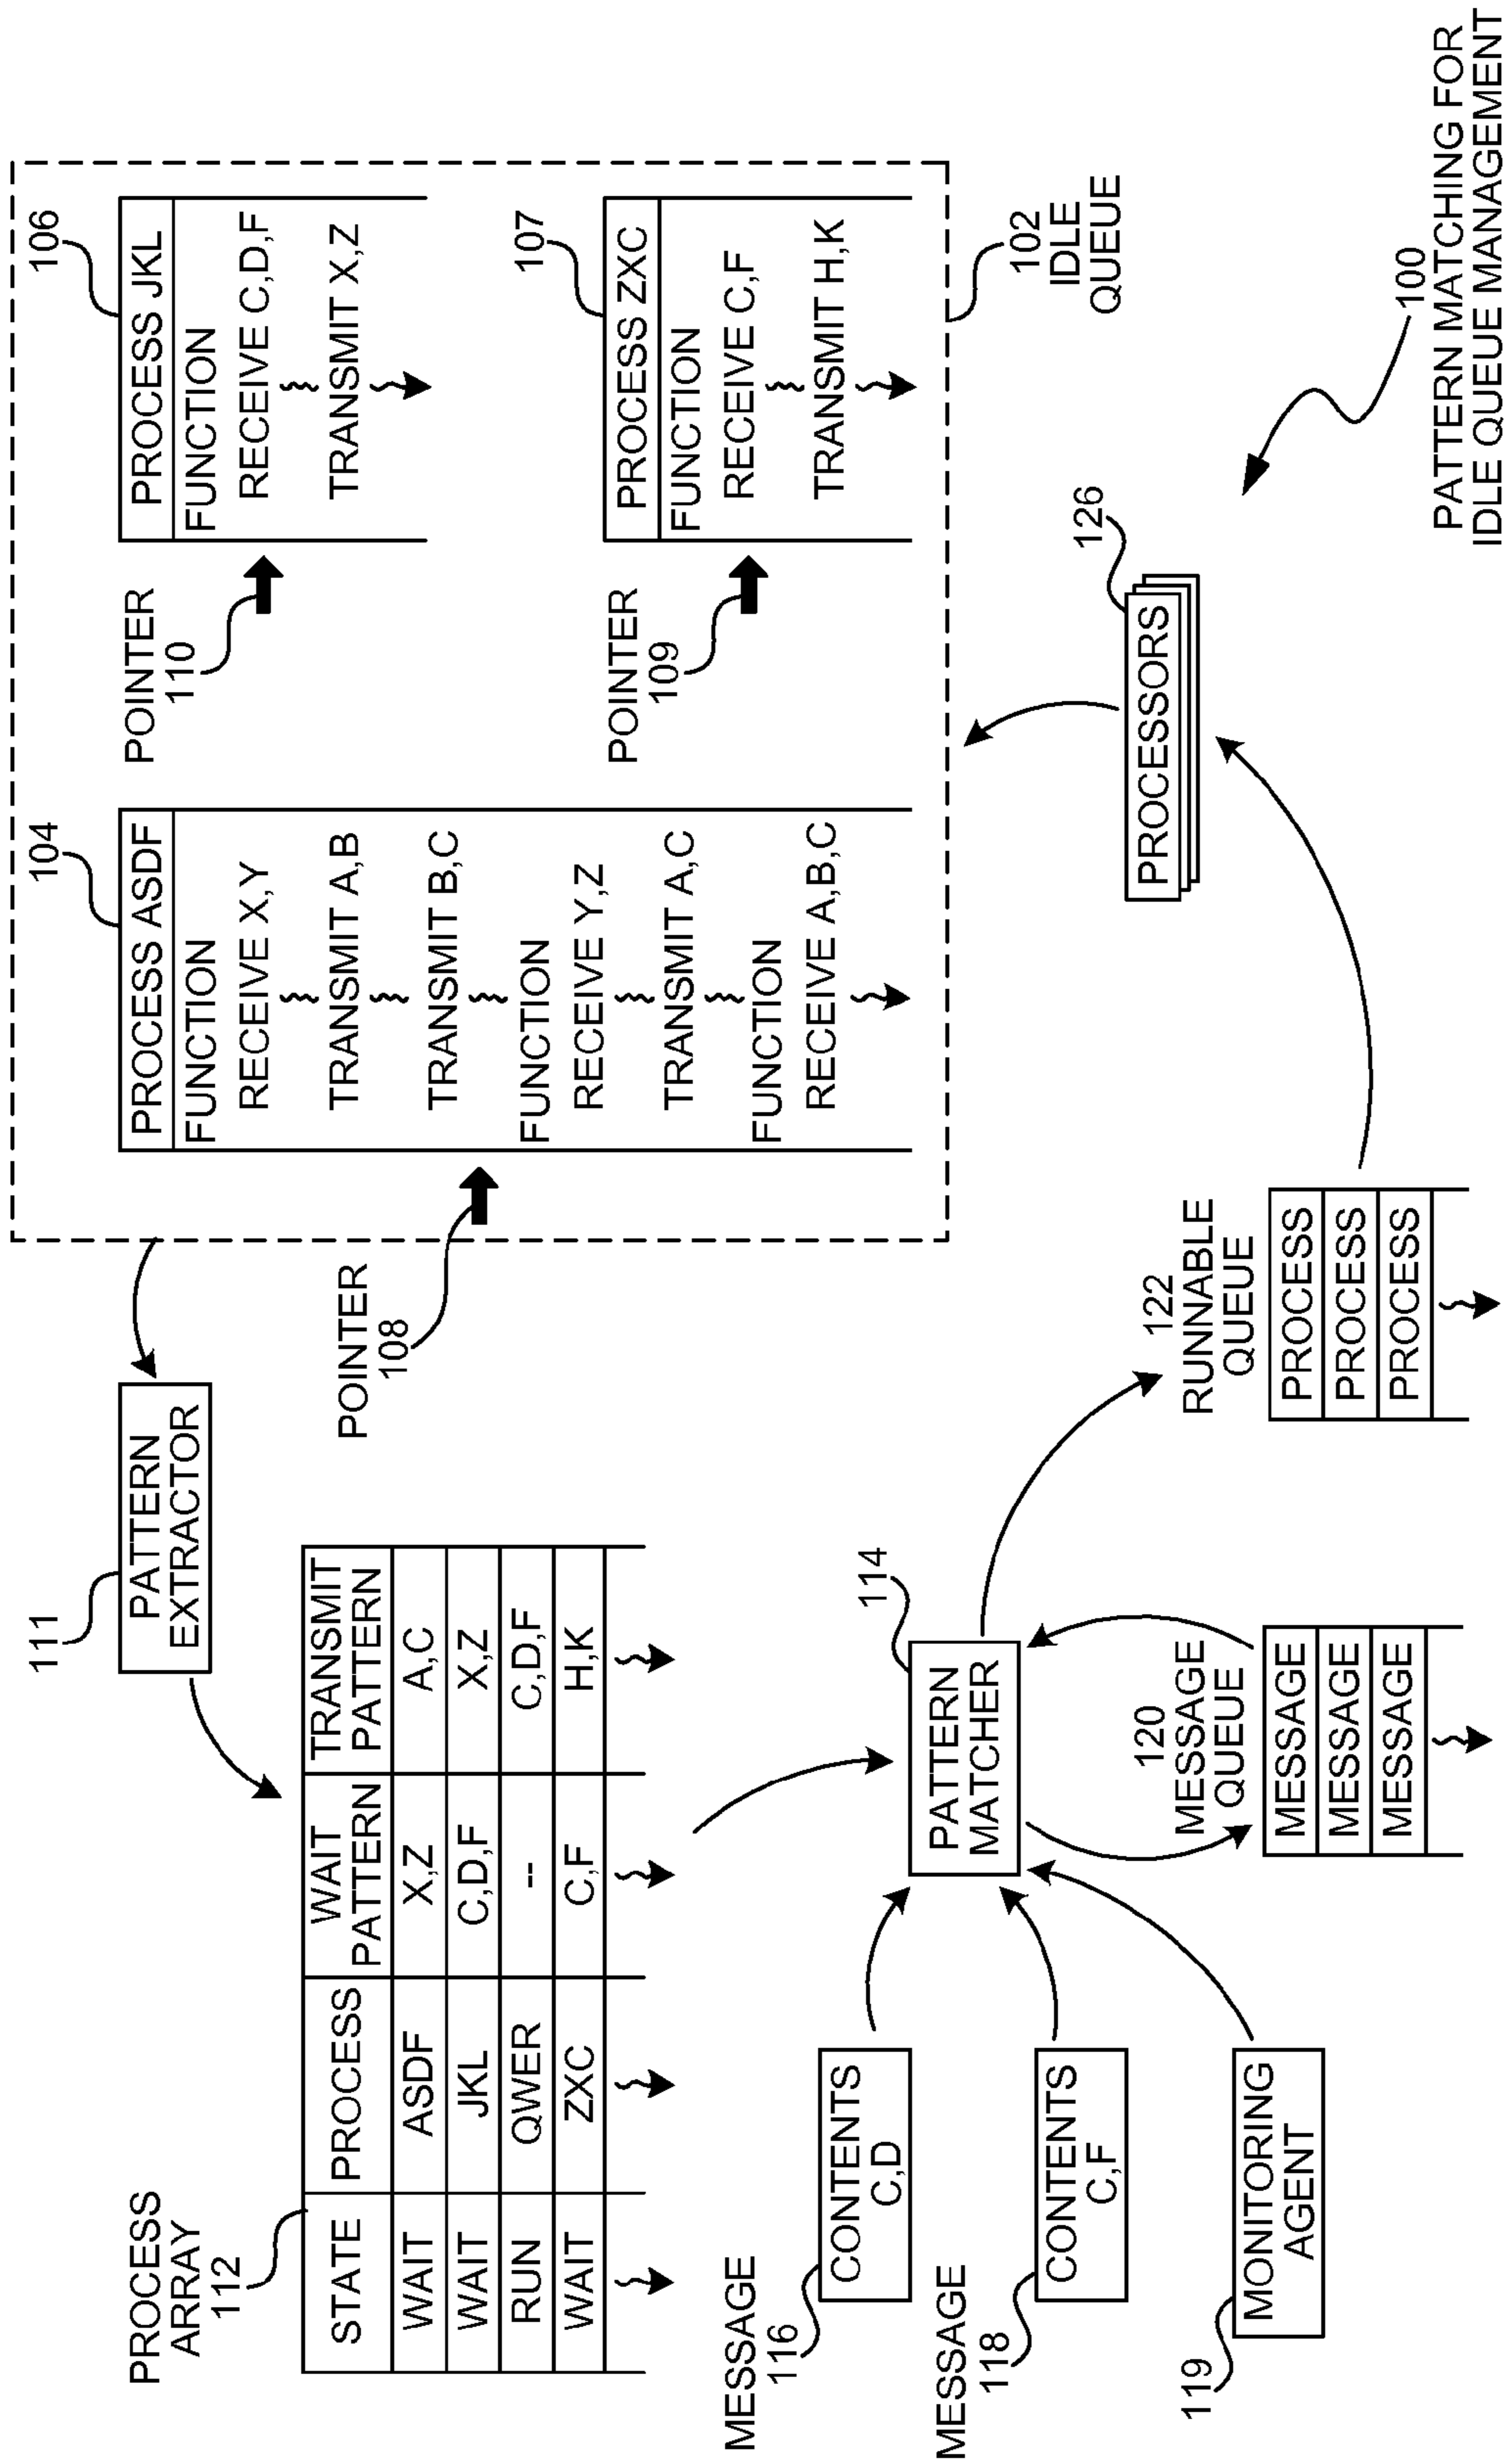 PROCESS
ARRAY
112
STATE PROCESS WAIT PATTERN TRANSMIT PATTERN
WAIT ASDF X,Z A,C
WAIT JKL C,D,F X,Z
RUN QWER -- C,D,F
WAIT ZXC C,F H,K
111
PATTERN
EXTRACTOR
POINTER
108
104
PROCESS ASDF
FUNCTION
RECEIVE X,Y
TRANSMIT A,B
TRANSMIT B,C
FUNCTION
RECEIVE Y,Z
TRANSMIT A,C
FUNCTION
RECEIVE A,B,C
POINTER
110
106
PROCESS JKL
FUNCTION
RECEIVE C,D,F
TRANSMIT X,Z
POINTER
109
107
PROCESS ZXC
FUNCTION
RECEIVE C,F
TRANSMIT H,K
102
IDLE
QUEUE
MESSAGE
116
CONTENTS
C,D
MESSAGE
118
CONTENTS
C,F
119
MONITORING
AGENT
114
PATTERN
MATCHER
120
MESSAGE
QUEUE
MESSAGE
MESSAGE
MESSAGE
122
RUNNABLE
QUEUE
PROCESS
PROCESS
PROCESS
126
PROCESSORS
100
PATTERN MATCHING FOR
IDLE QUEUE MANAGEMENT